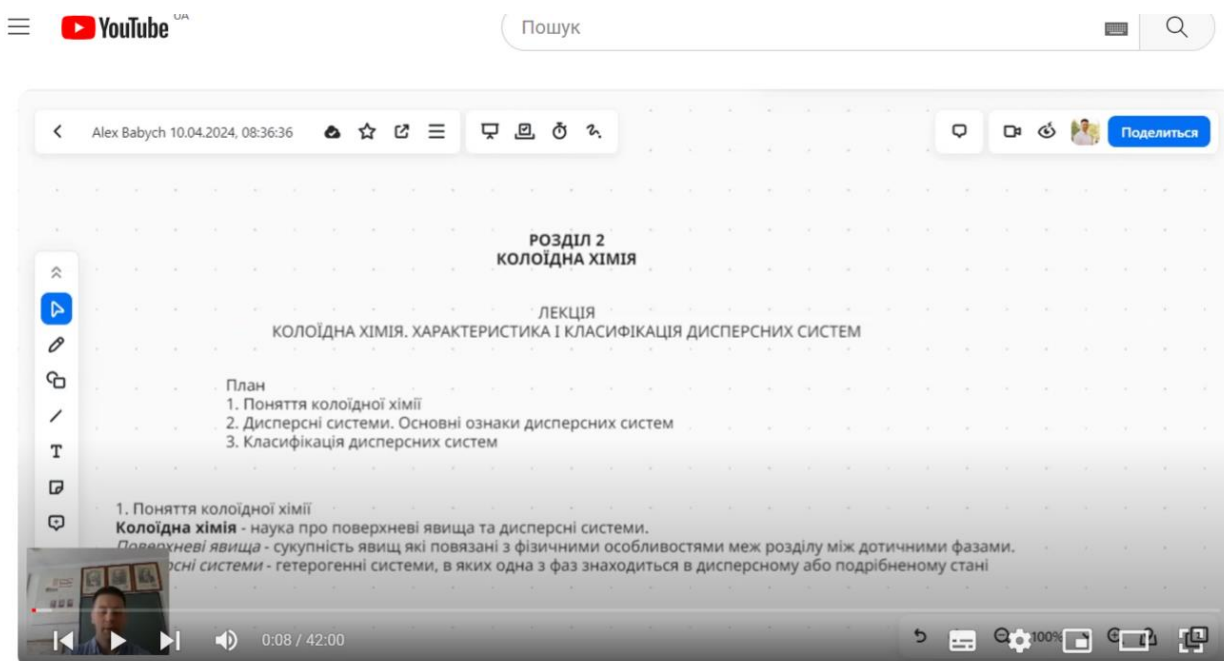 YouTube UA
Пошук
Alex Babych 10.04.2024, 08:36:36
Поделиться
РОЗДІЛ 2
КОЛОЇДНА ХІМІЯ
ЛЕКЦІЯ
КОЛОЇДНА ХІМІЯ. ХАРАКТЕРИСТИКА І КЛАСИФІКАЦІЯ ДИСПЕРСНИХ СИСТЕМ
План
1. Поняття колоїдної хімії
2. Дисперсні системи. Основні ознаки дисперсних систем
3. Класифікація дисперсних систем
1. Поняття колоїдної хімії
Колоїдна хімія - наука про поверхневі явища та дисперсні системи.
Поверхневі явища - сукупність явищ які повязані з фізичними особливостями меж розділу між дотичними фазами.
системи - гетерогенні системи, в яких одна з фаз знаходиться в дисперсному або подрібненому стані
0:08 / 42:00
100%